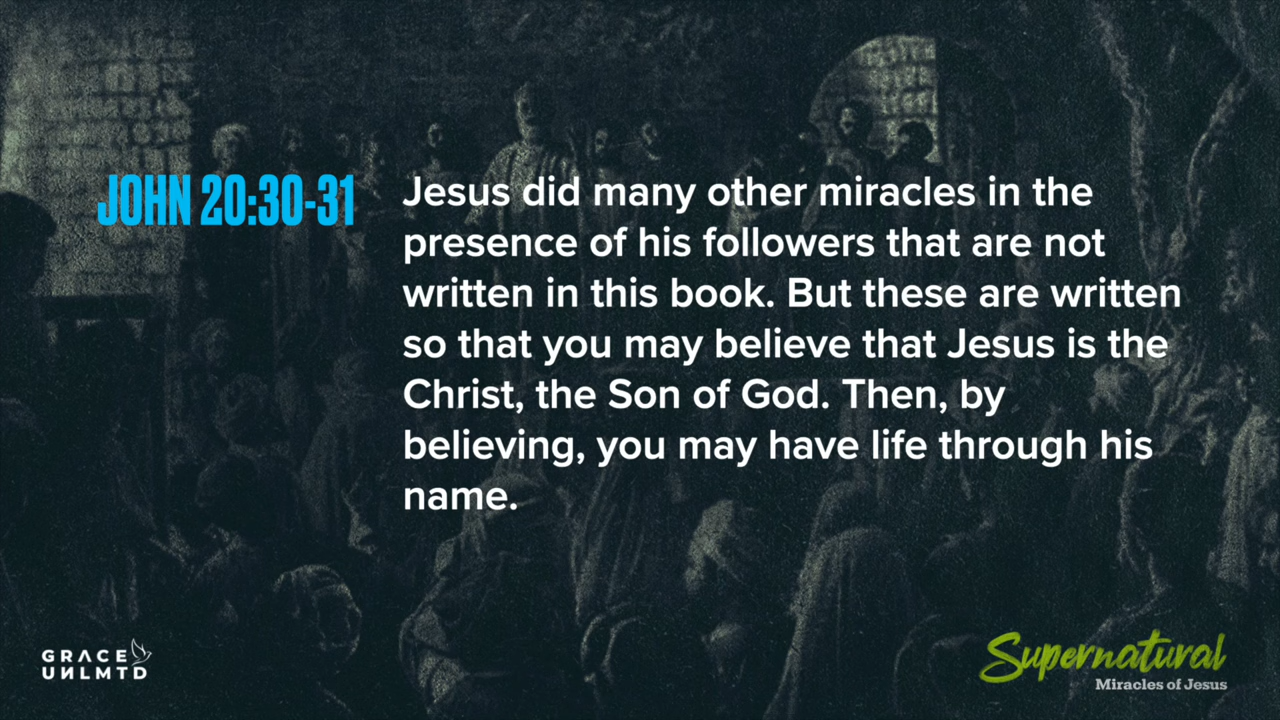 JOHN 20:30-31
Jesus did many other miracles in the
presence of his followers that are not
written in this book. But these are written
so that you may believe that Jesus is the
Christ, the Son of God. Then, by
believing, you may have life through his
name.
GRACE
UNLMTD
Supernatural
Miracles of Jesus